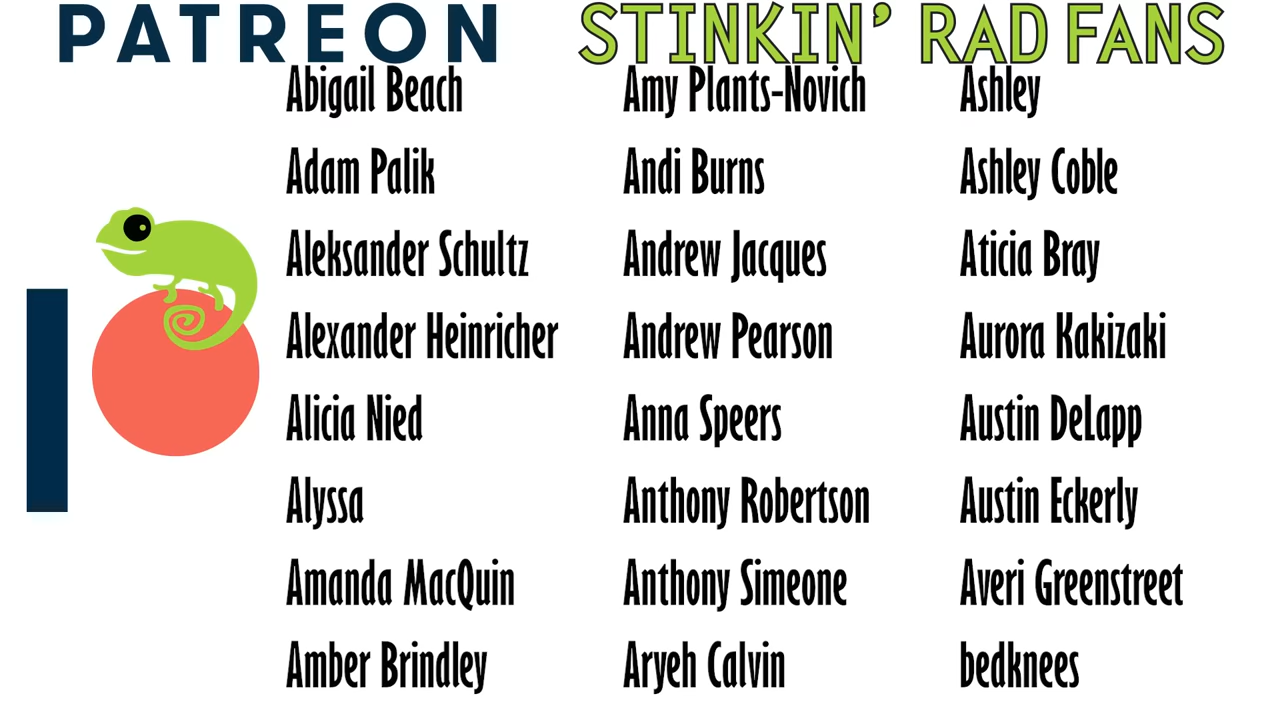 PATREON STINKIN' RAD FANS
Abigail Beach
Adam Palik
Aleksander Schultz
Alexander Heinricher
Alicia Nied
Alyssa
Amanda MacQuin
Amber Brindley
Amy Plants-Novich
Andi Burns
Andrew Jacques
Andrew Pearson
Anna Speers
Anthony Robertson
Anthony Simeone
Aryeh Calvin
Ashley
Ashley Coble
Aticia Bray
Aurora Kakizaki
Austin DeLapp
Austin Eckerly
Averi Greenstreet
bedknees